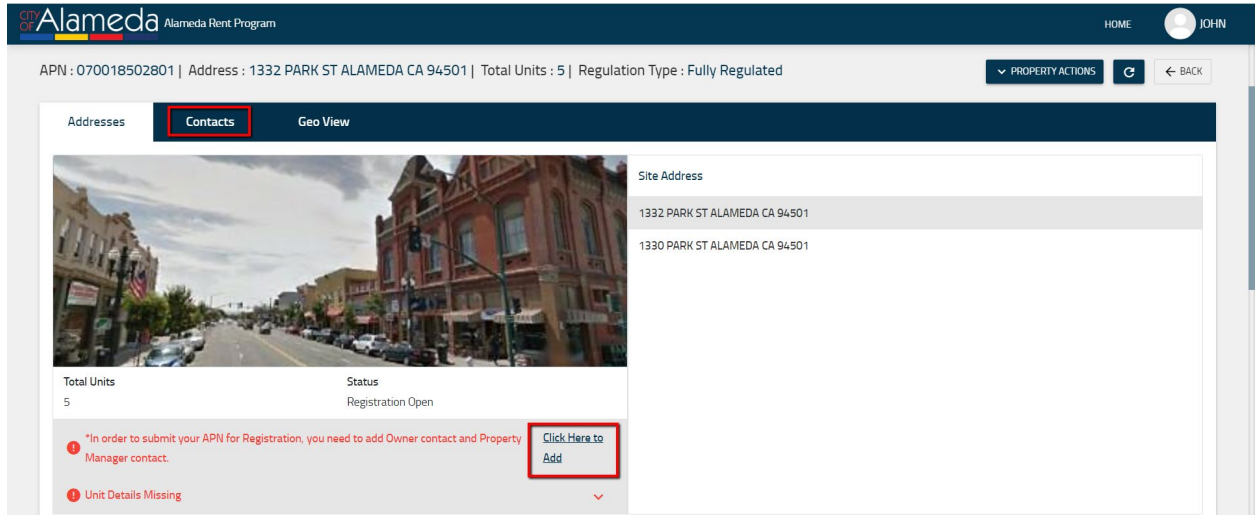 CITY OF Alameda Alameda Rent Program HOME JOHN
APN : 070018502801 | Address : 1332 PARK ST ALAMEDA CA 94501 | Total Units : 5 | Regulation Type : Fully Regulated PROPERTY ACTIONS BACK
Addresses Contacts Geo View
Site Address
1332 PARK ST ALAMEDA CA 94501
1330 PARK ST ALAMEDA CA 94501
Total Units Status
5 Registration Open
*In order to submit your APN for Registration, you need to add Owner contact and Property
Manager contact.
Click Here to
Add
Unit Details Missing